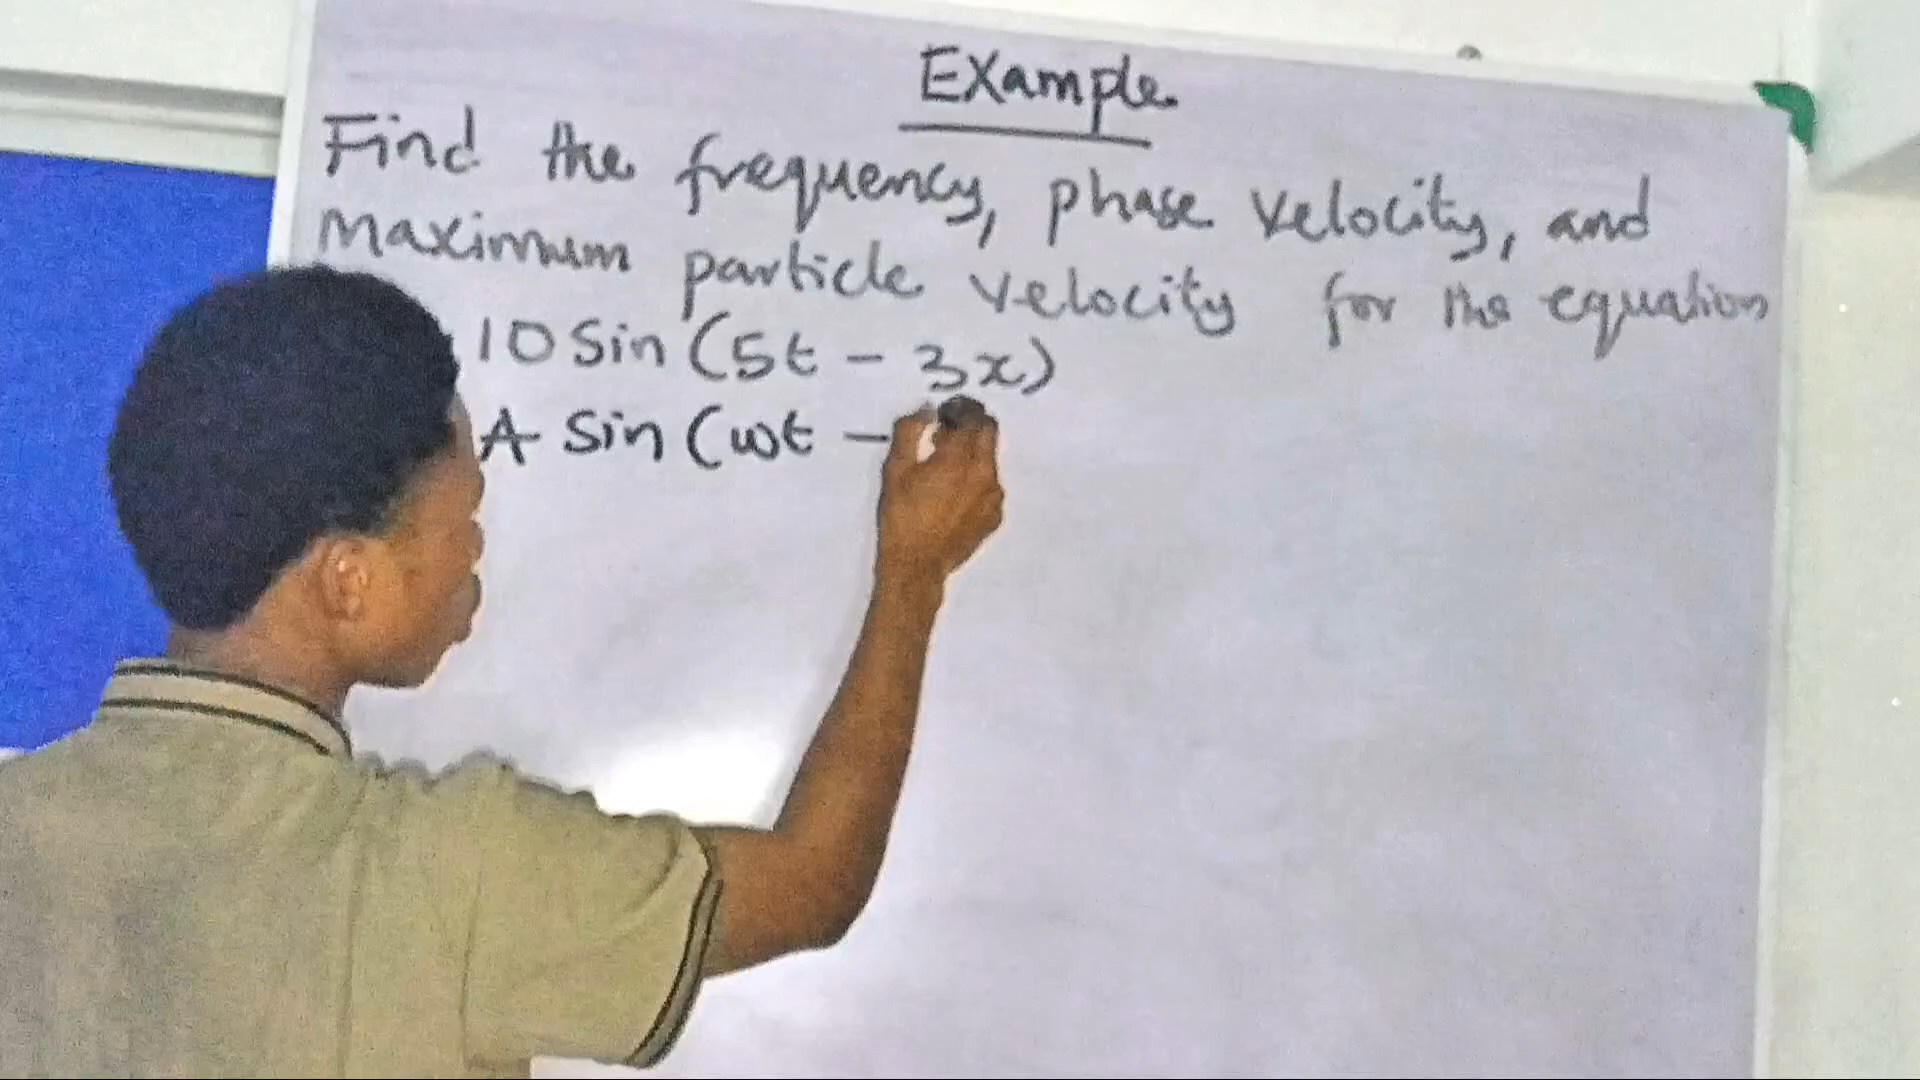 EXample
Find the frequency, phase velocity, and
Maximum particle velocity for the equation
10 Sin (5t - 3x)
A Sin (wt -